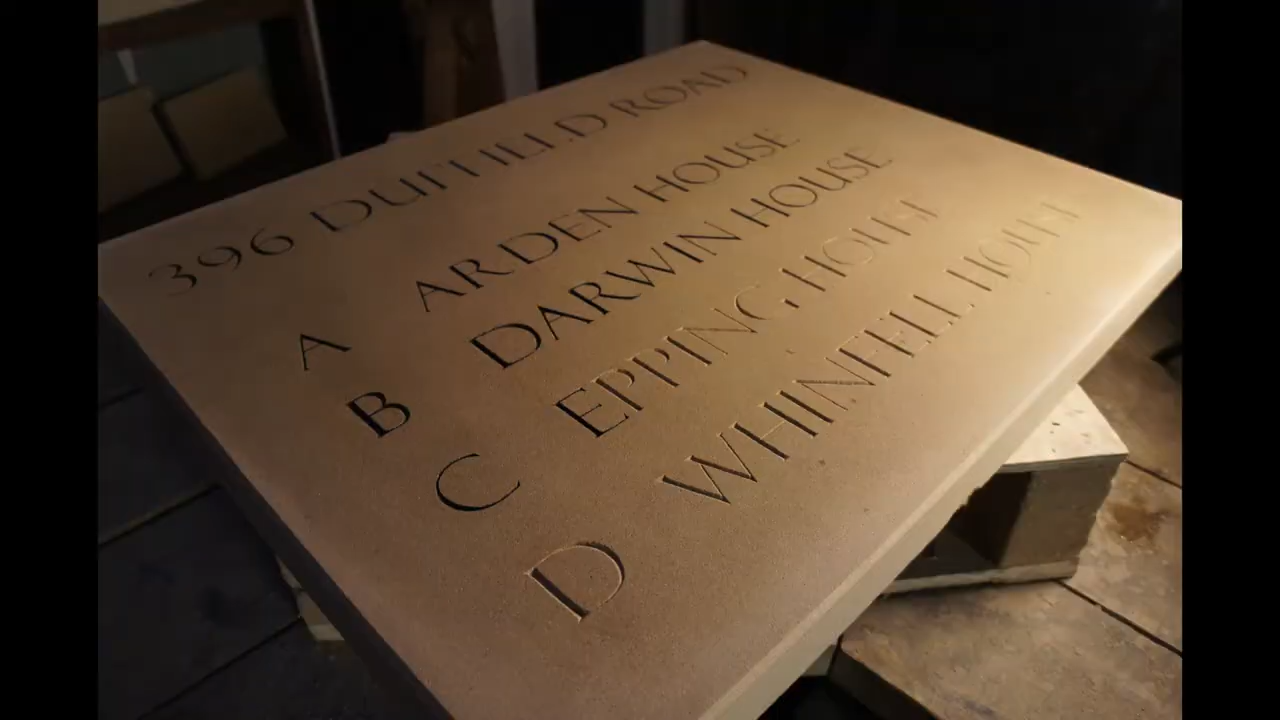 396 DUFFIELD ROAD
A ARDEN HOUSE
B DARWIN HOUSE
C EPPING HOUSE
D WHINFELL HOUSE